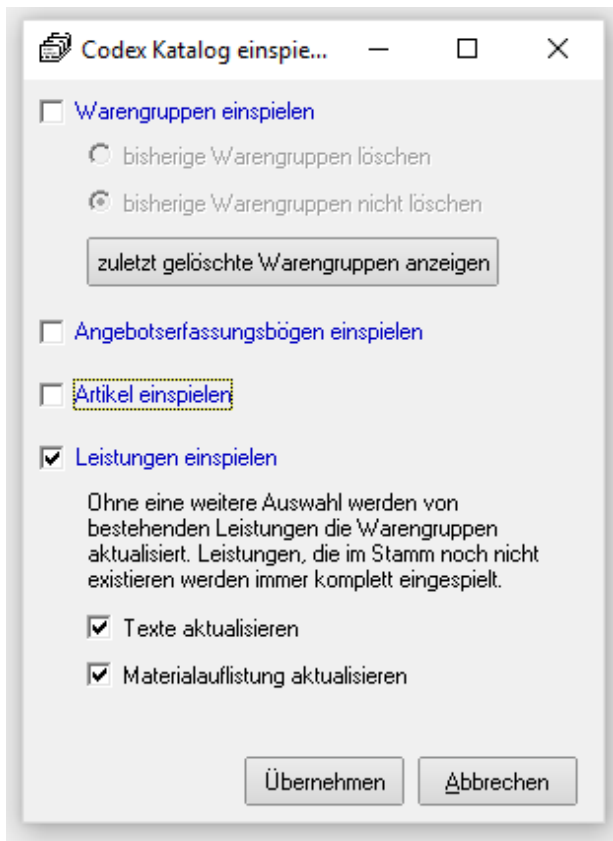 Codex Katalog einspie...
Warengruppen einspielen
bisherige Warengruppen löschen
bisherige Warengruppen nicht löschen
zuletzt gelöschte Warengruppen anzeigen
Angebotserfassungsbögen einspielen
Artikel einspielen
Leistungen einspielen
Ohne eine weitere Auswahl werden von
bestehenden Leistungen die Warengruppen
aktualisiert. Leistungen, die im Stamm noch nicht
existieren werden immer komplett eingespielt.
Texte aktualisieren
Materialauflistung aktualisieren
Übernehmen
Abbrechen